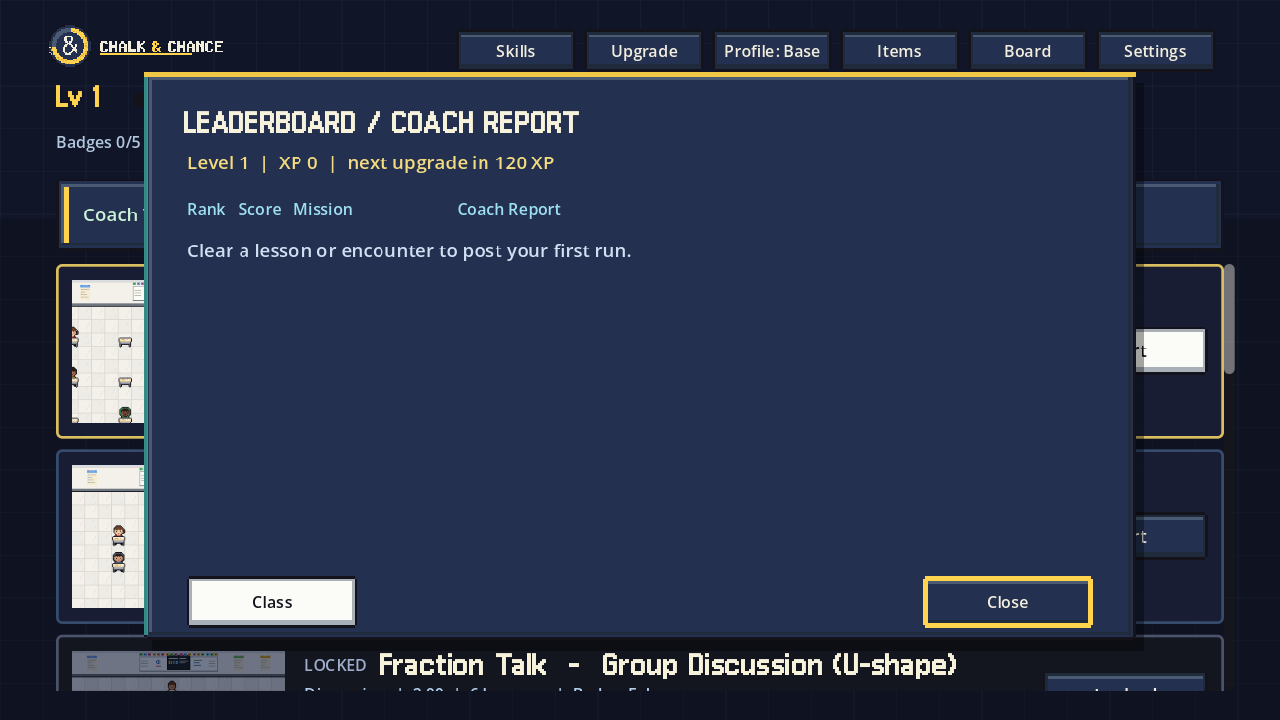 & CHALK & CHANCE
Skills
Upgrade
Profile: Base
Items
Board
Settings
Lv 1
Badges 0/5
Coach
LEADERBOARD / COACH REPORT
Level 1 | XP 0 | next upgrade in 120 XP
Rank Score Mission Coach Report
Clear a lesson or encounter to post your first run.
Class
Close
LOCKED Fraction Talk - Group Discussion (U-shape)